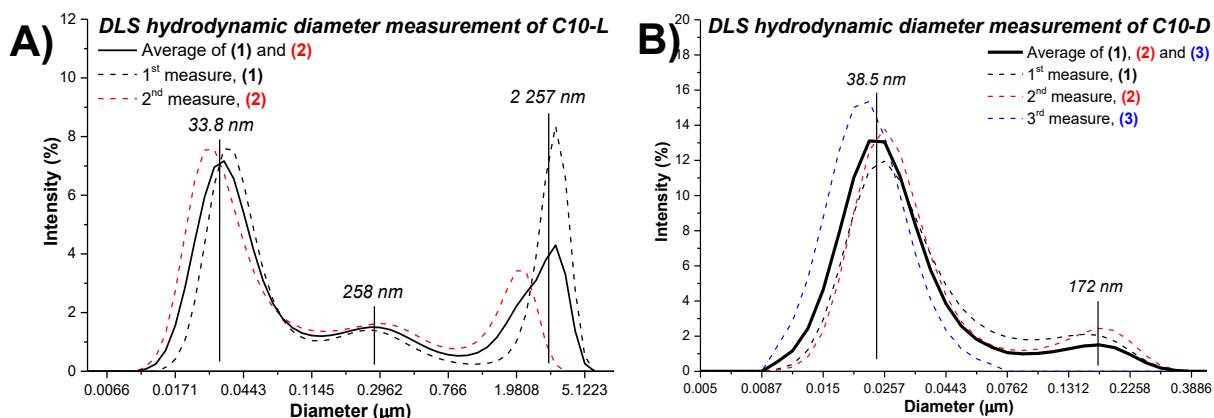 A)
DLS hydrodynamic diameter measurement of C10-L
Average of (1) and (2)
1st measure, (1)
2nd measure, (2)
33.8 nm
258 nm
2 257 nm
12
10
8
6
4
2
0
Intensity (%)
0.0066 0.0171 0.0443 0.1145 0.2962 0.766 1.9808 5.1223
Diameter (µm)
B)
DLS hydrodynamic diameter measurement of C10-D
Average of (1), (2) and (3)
1st measure, (1)
2nd measure, (2)
3rd measure, (3)
38.5 nm
172 nm
20
18
16
14
12
10
8
6
4
2
0
Intensity (%)
0.005 0.0087 0.015 0.0257 0.0443 0.0762 0.1312 0.2258 0.3886
Diameter (µm)